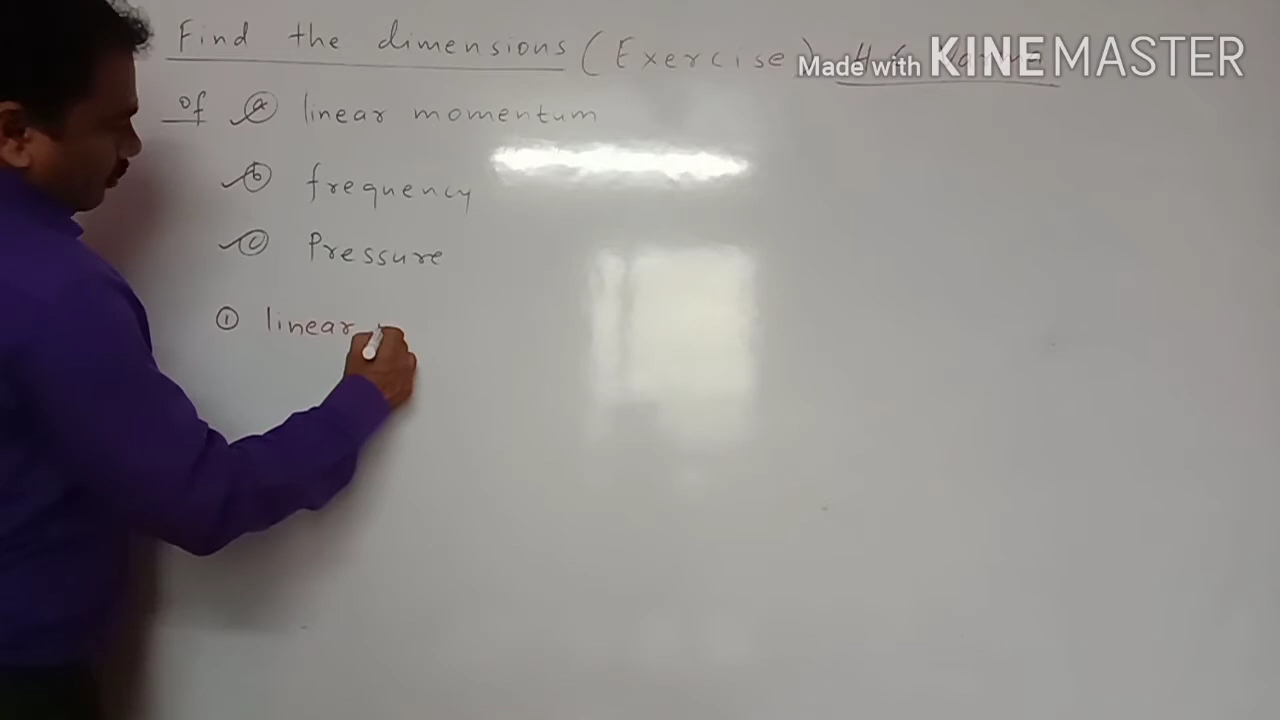 Find the dimensions (Exercise)
Made with KINEMASTER
of (a) linear momentum
(b) frequency
(c) Pressure
① linear